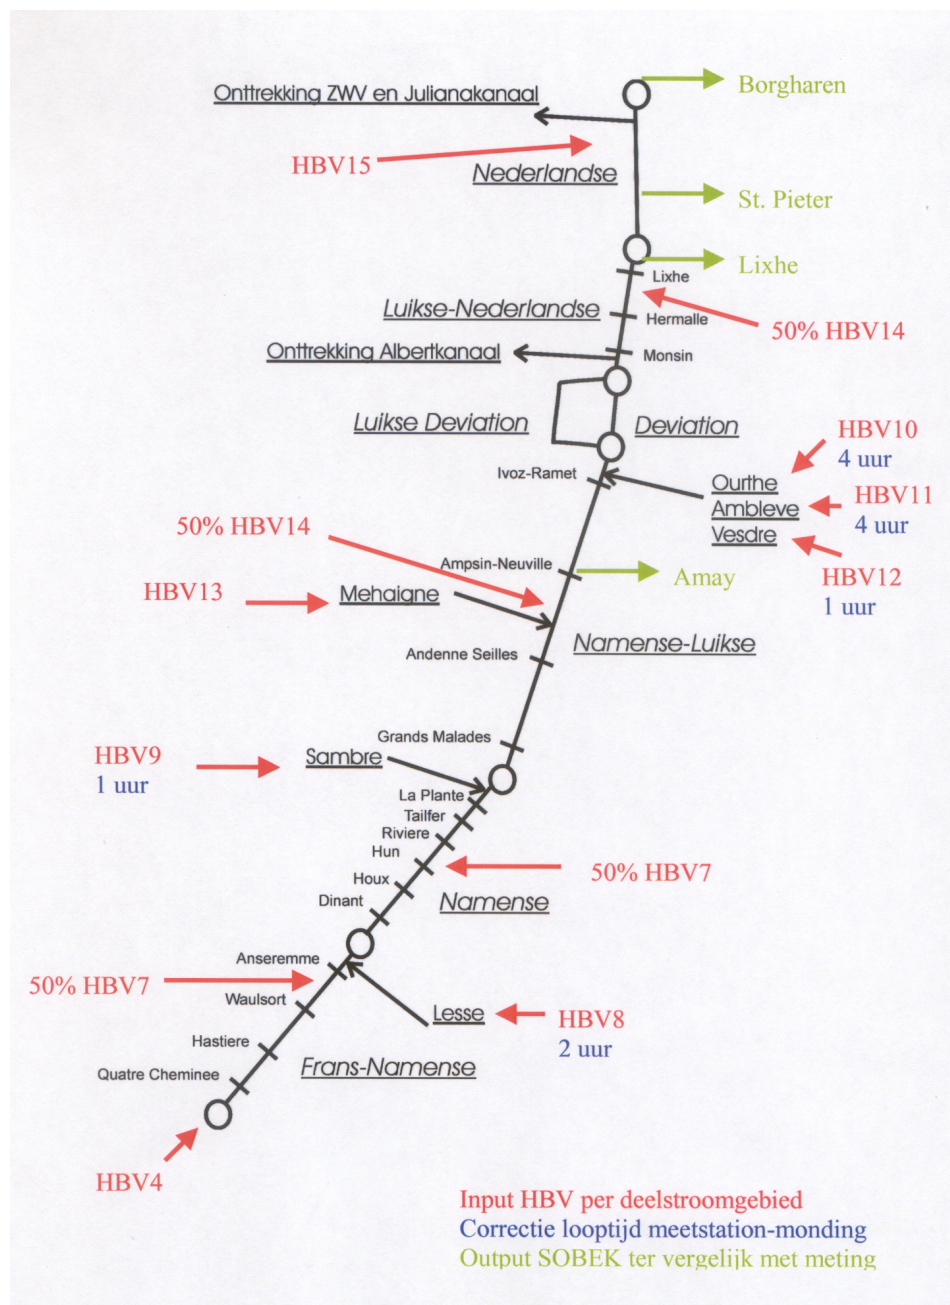 Borgharen
Onttrekking ZWV en Julianakanaal
HBV15
Nederlandse
St. Pieter
Lixhe
Lixhe
Luikse-Nederlandse
Hermalle
50% HBV14
Onttrekking Albertkanaal
Monsin
Luikse Deviation
Deviation
HBV10
4 uur
Ivoz-Ramet
Ourthe
HBV11
Ambleve
4 uur
50% HBV14
Vesdre
Ampsin-Neuville
Amay
HBV12
1 uur
HBV13
Mehaigne
Namense-Luikse
Andenne Seilles
Grands Malades
HBV9
1 uur
Sambre
La Plante
Tailfer
Riviere
Hun
50% HBV7
Houx
Namense
Dinant
Anseremme
50% HBV7
Waulsort
Lesse
HBV8
2 uur
Hastiere
Frans-Namense
Quatre Cheminee
HBV4
Input HBV per deelstroomgebied
Correctie looptijd meetstation-monding
Output SOBEK ter vergelijk met meting